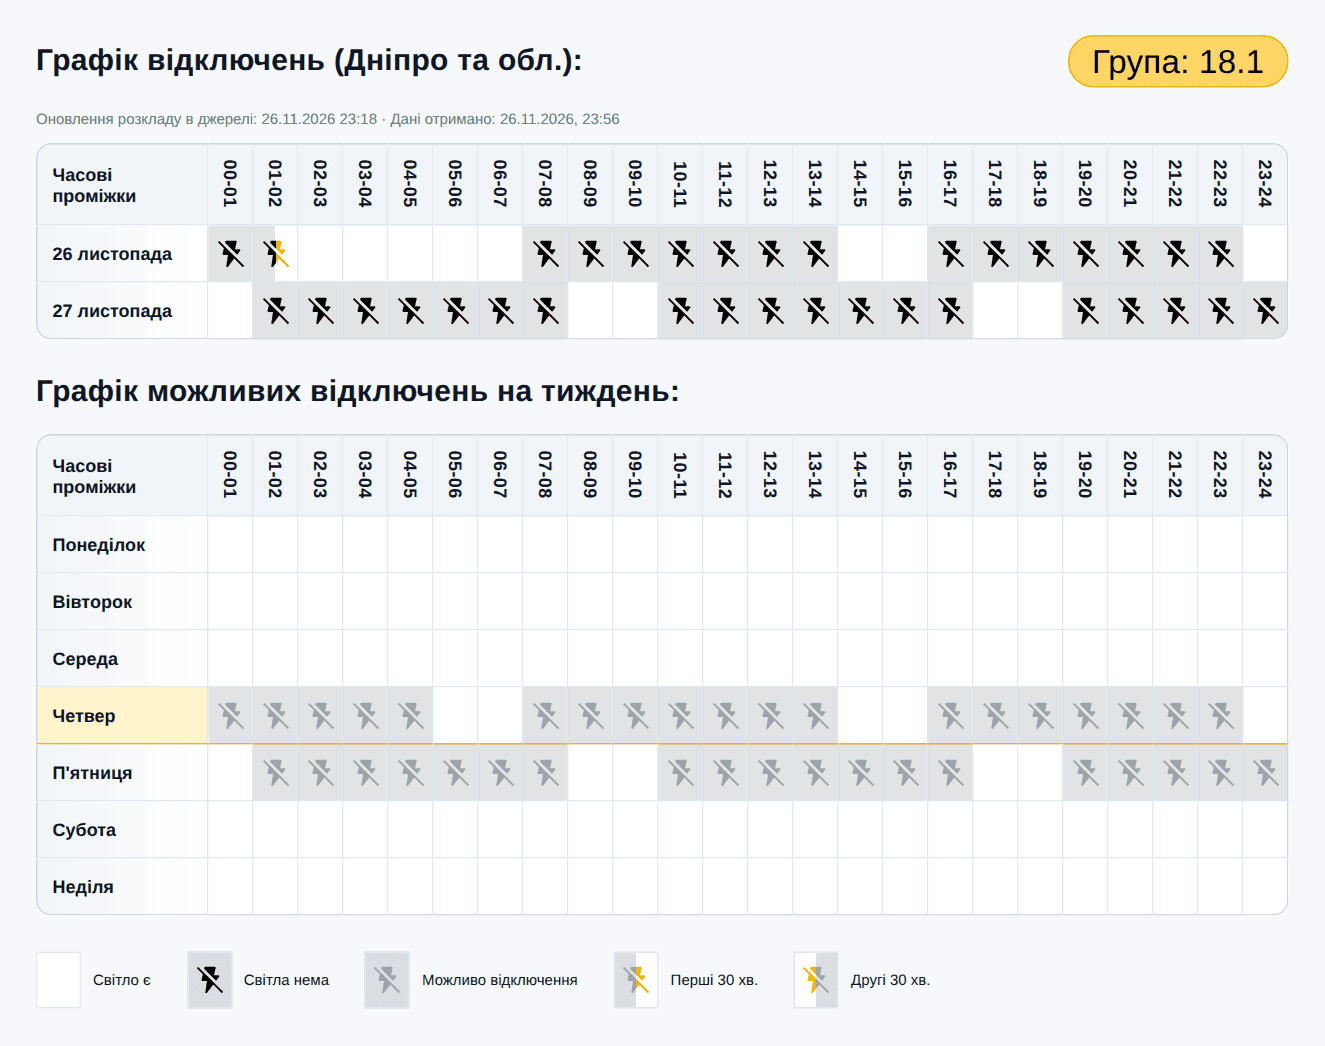 Графік відключень (Дніпро та обл.):
Група: 18.1
Оновлення розкладу в джерелі: 26.11.2026 23:18 · Дані отримано: 26.11.2026, 23:56
Часові проміжки 00-01 01-02 02-03 03-04 04-05 05-06 06-07 07-08 08-09 09-10 10-11 11-12 12-13 13-14 14-15 15-16 16-17 17-18 18-19 19-20 20-21 21-22 22-23 23-24
26 листопада
27 листопада
Графік можливих відключень на тиждень:
Часові проміжки 00-01 01-02 02-03 03-04 04-05 05-06 06-07 07-08 08-09 09-10 10-11 11-12 12-13 13-14 14-15 15-16 16-17 17-18 18-19 19-20 20-21 21-22 22-23 23-24
Понеділок
Вівторок
Середа
Четвер
П'ятниця
Субота
Неділя
Світло є
Світла нема
Можливо відключення
Перші 30 хв.
Другі 30 хв.